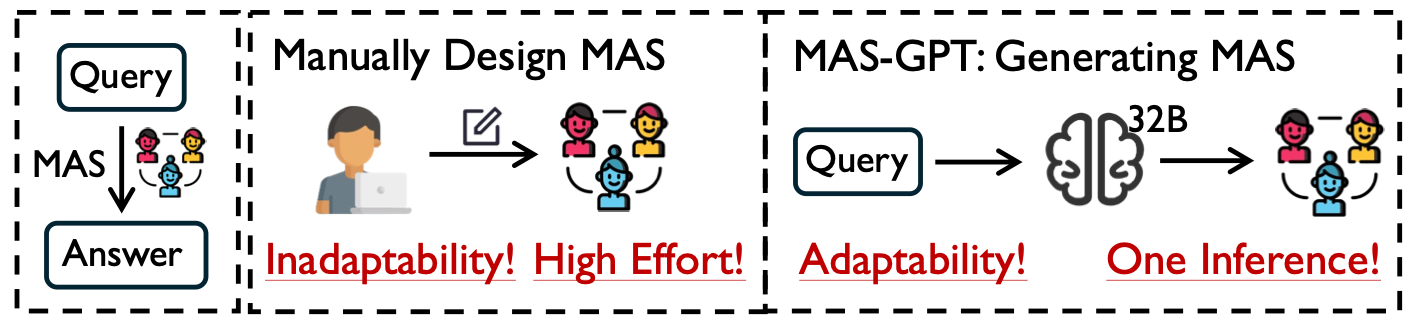 Query
MAS
Answer
Manually Design MAS
Inadaptability! High Effort!
MAS-GPT: Generating MAS
32B
Query
Adaptability! One Inference!